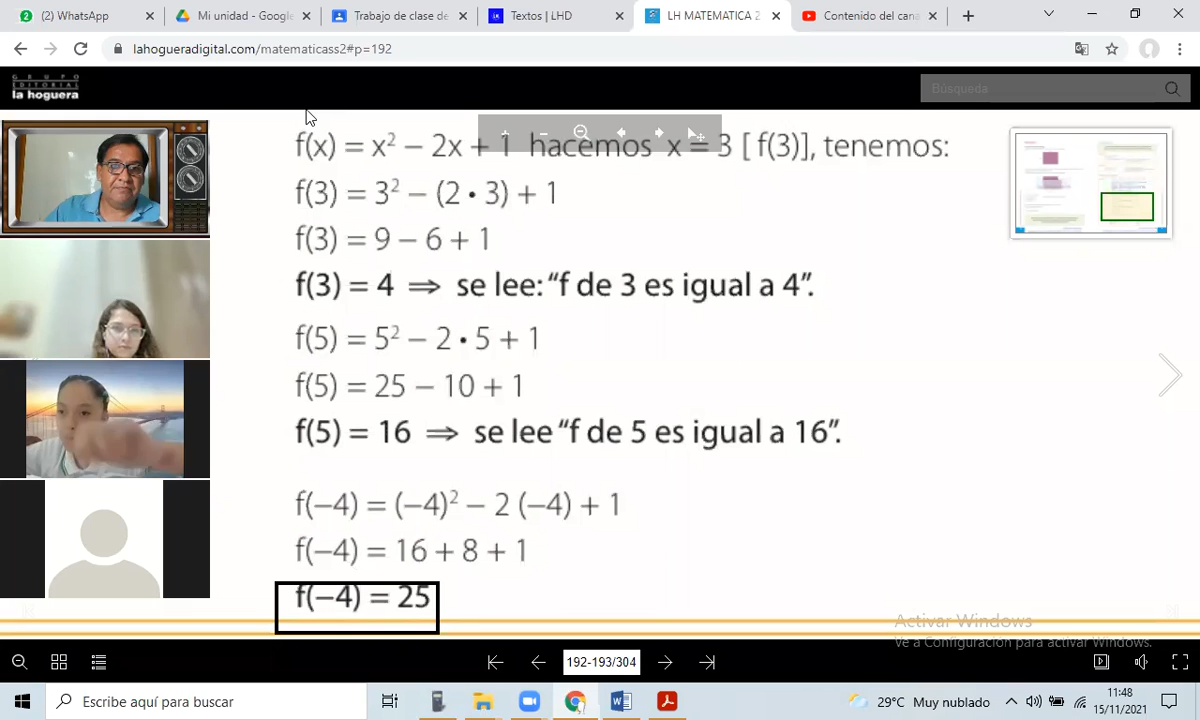 (2) WhatsApp
Mi unidad - Google
Trabajo de clase de
Textos | LHD
LH MATEMATICA 2
Contenido del cana
lahogueradigital.com/matematicass2#p=192
GRUPO
EDITORIAL
la hoguera
Búsqueda
f(x) = x² − 2x + 1 hacemos x = 3 [ f(3)], tenemos:
f(3) = 3² − (2 • 3) + 1
f(3) = 9 − 6 + 1
f(3) = 4 ⇒ se lee: “f de 3 es igual a 4”.
f(5) = 5² − 2 • 5 + 1
f(5) = 25 − 10 + 1
f(5) = 16 ⇒ se lee “f de 5 es igual a 16”.
f(−4) = (−4)² − 2 (−4) + 1
f(−4) = 16 + 8 + 1
f(−4) = 25
Activar Windows
Ve a Configuración para activar Windows.
192-193/304
Escribe aquí para buscar
29°C Muy nublado
11:48
15/11/2021